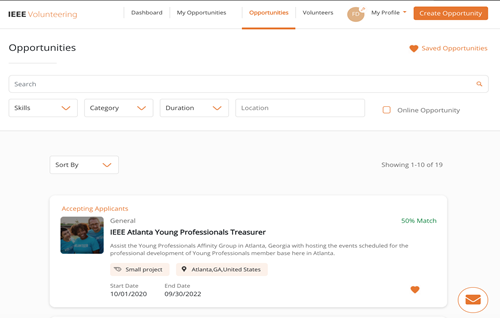 IEEE Volunteering
Dashboard
My Opportunities
Opportunities
Volunteers
YD
My Profile
Create Opportunity
Opportunities
Saved Opportunities
Search
Skills
Category
Duration
Location
Online Opportunity
Sort By
Showing 1-10 of 19
Accepting Applicants
General
50% Match
IEEE Atlanta Young Professionals Treasurer
Assist the Young Professionals Affinity Group in Atlanta, Georgia with hosting the events scheduled for the
professional development of Young Professionals member base here in Atlanta.
Small project
Atlanta,GA,United States
Start Date
End Date
10/01/2020
09/30/2022